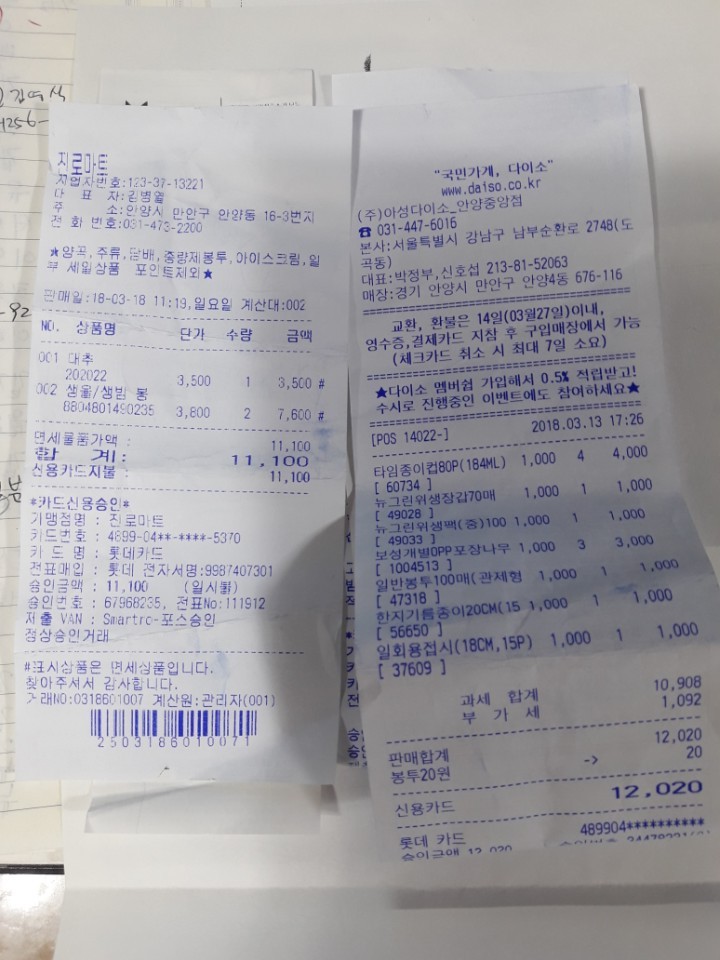 진로마트
사업자번호:123-37-13221
대 표 자:김병열
주 소:안양시 만안구 안양동 16-3번지
전 화 번호:031-473-2200
★양곡,주류,담배,종량제봉투,아이스크림,일
부 세일상품 포인트제외★
판매일:18-03-18 11:19,일요일 계산대:002
NO. 상품명 단가 수량 금액
001 대추
202022 3,500 1 3,500 #
002 생율/생밤 봉
8804801490235 3,800 2 7,600 #
면세물품가액 : 11,100
합 계: 11,100
신용카드지불 : 11,100
*카드신용승인*
가맹점명 : 진로마트
카드번호 : 4899-04**-****-5370
카 드 명 : 롯데카드
전표매입 : 롯데 전자서명:9987407301
승인금액 : 11,100 (일시불)
승인번호 : 67968235, 전표No:111912
제출 VAN : Smartro-포스승인
정상승인거래
#표시상품은 면세상품입니다.
찾아주셔서 감사합니다.
거래NO:0318601007 계산원:관리자(001)
2503186010071
"국민가게, 다이소"
www.daiso.co.kr
(주)아성다이소_안양중앙점
☎ 031-447-6016
본사:서울특별시 강남구 남부순환로 2748(도
곡동)
대표:박정부,신호섭 213-81-52063
매장:경기 안양시 만안구 안양4동 676-116
교환, 환불은 14일(03월27일)이내,
영수증,결제카드 지참 후 구입매장에서 가능
(체크카드 취소 시 최대 7일 소요)
★다이소 멤버쉽 가입해서 0.5% 적립받고!
수시로 진행중인 이벤트에도 참여하세요★
[POS 14022-] 2018.03.13 17:26
타임종이컵80P(184ML) 1,000 4 4,000
[ 60734 ]
뉴그린위생장갑70매 1,000 1 1,000
[ 49028 ]
뉴그린위생백(중)100 1,000 1 1,000
[ 49033 ]
보성개별OPP포장나무 1,000 3 3,000
[ 1004513 ]
일반봉투100매(관제형 1,000 1 1,000
[ 47318 ]
한지기름종이20CM(15 1,000 1 1,000
[ 56650 ]
일회용접시(18CM,15P) 1,000 1 1,000
[ 37609 ]
과세 합계 10,908
부 가 세 1,092
판매합계 12,020
봉투20원 -> 20
12,020
신용카드
롯데 카드 489904**********
승인금액 12,020